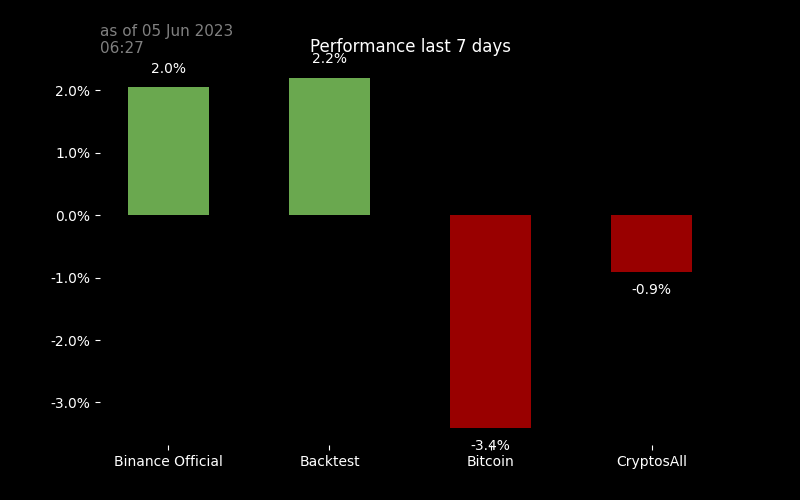 as of 05 Jun 2023
06:27
Performance last 7 days
2.0%
2.2%
2.0%
1.0%
0.0%
-1.0%
-0.9%
-2.0%
-3.0%
-3.4%
Binance Official
Backtest
Bitcoin
CryptosAll